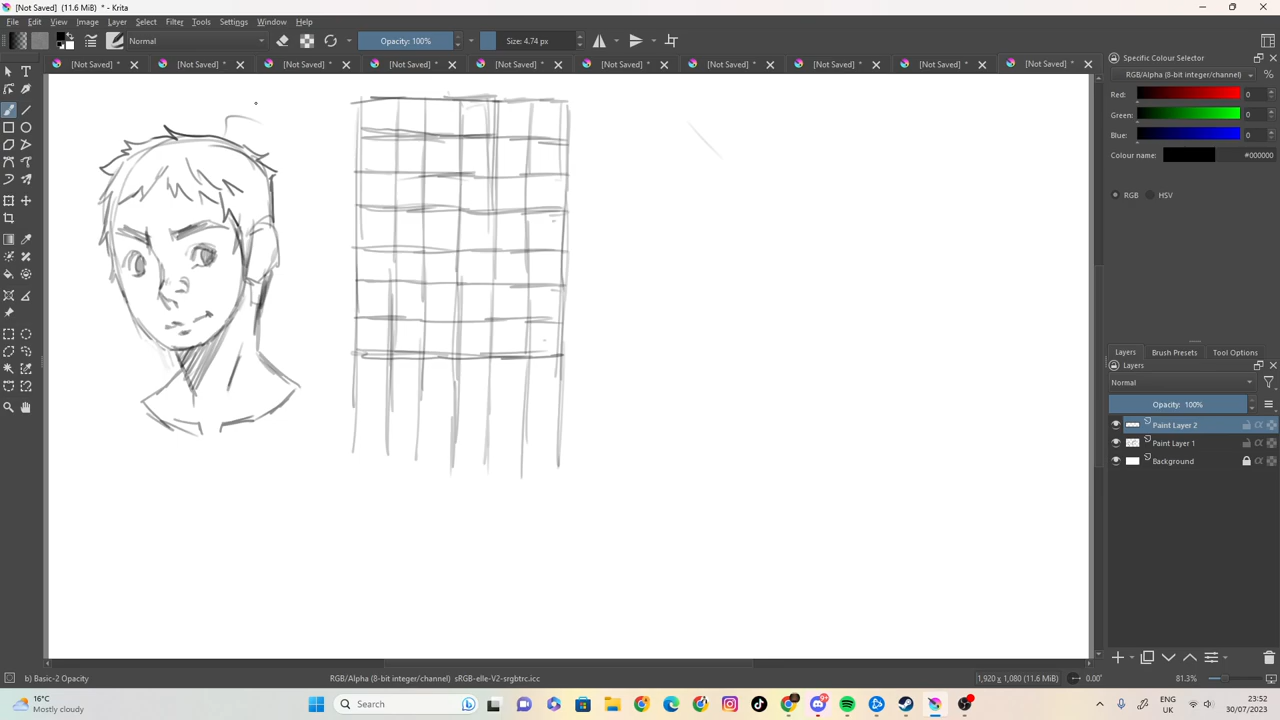 [Not Saved] (11.6 MiB) * - Krita
File Edit View Image Layer Select Filter Tools Settings Window Help
Normal Opacity: 100% Size: 4.74 px
[Not Saved] * [Not Saved] * [Not Saved] * [Not Saved] * [Not Saved] * [Not Saved] * [Not Saved] * [Not Saved] * [Not Saved] * [Not Saved] *
Specific Colour Selector
RGB/Alpha (8-bit integer/channel)
Red: 0
Green: 0
Blue: 0
Colour name: #000000
RGB HSV
Layers Brush Presets Tool Options
Layers
Normal
Opacity: 100%
Paint Layer 2
Paint Layer 1
Background
b) Basic-2 Opacity RGB/Alpha (8-bit integer/channel) sRGB-elle-V2-srgbtrc.icc 1,920 x 1,080 (11.6 MiB) 0.00° 81.3%
16°C
Mostly cloudy
Search
9+
ENG
UK
23:52
30/07/2023